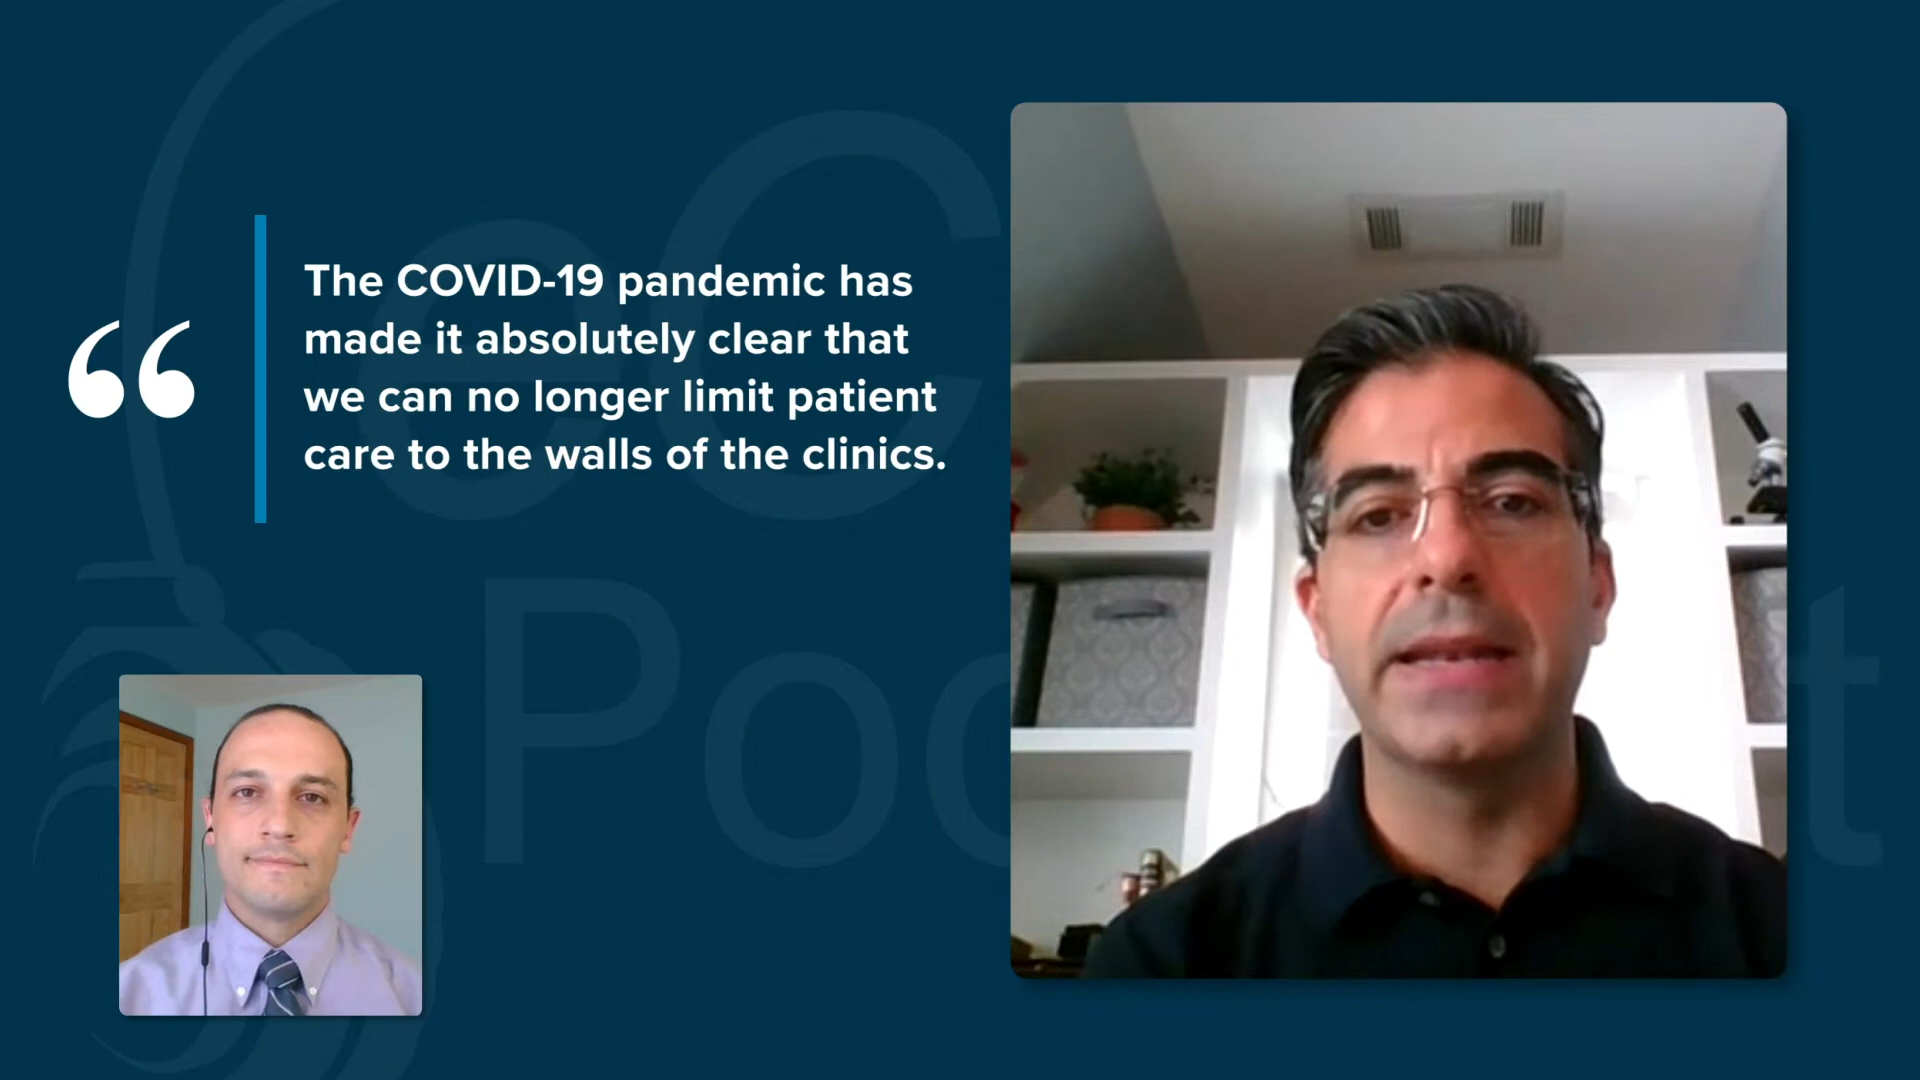 eC
The COVID-19 pandemic has
made it absolutely clear that
we can no longer limit patient
care to the walls of the clinics.